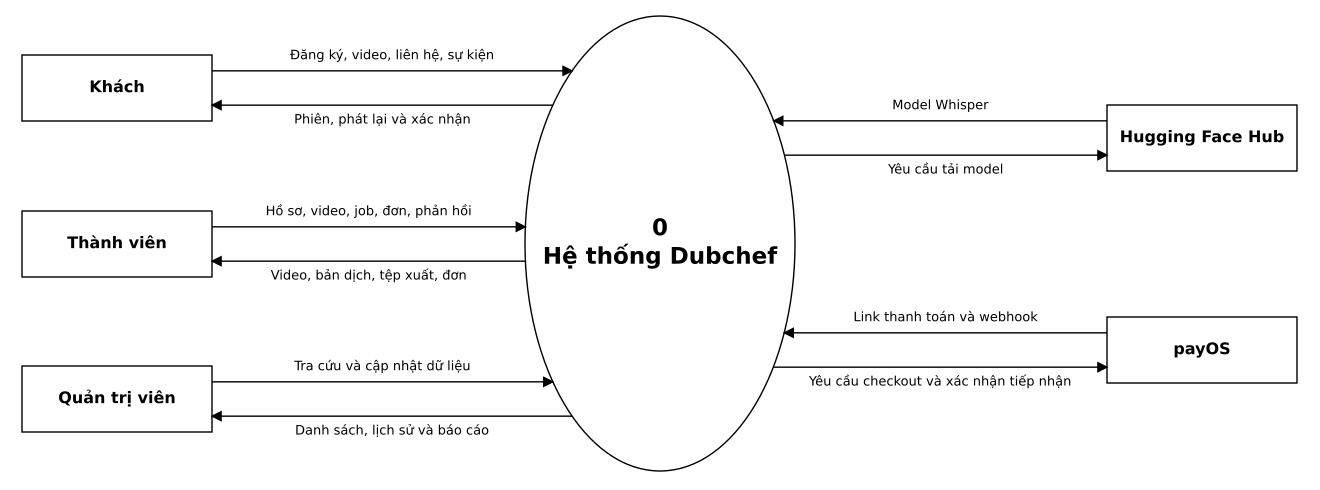 Đăng ký, video, liên hệ, sự kiện
Khách
Phiên, phát lại và xác nhận
Hồ sơ, video, job, đơn, phản hồi
Thành viên
Video, bản dịch, tệp xuất, đơn
Tra cứu và cập nhật dữ liệu
Quản trị viên
Danh sách, lịch sử và báo cáo
0
Hệ thống Dubchef
Model Whisper
Hugging Face Hub
Yêu cầu tải model
Link thanh toán và webhook
payOS
Yêu cầu checkout và xác nhận tiếp nhận